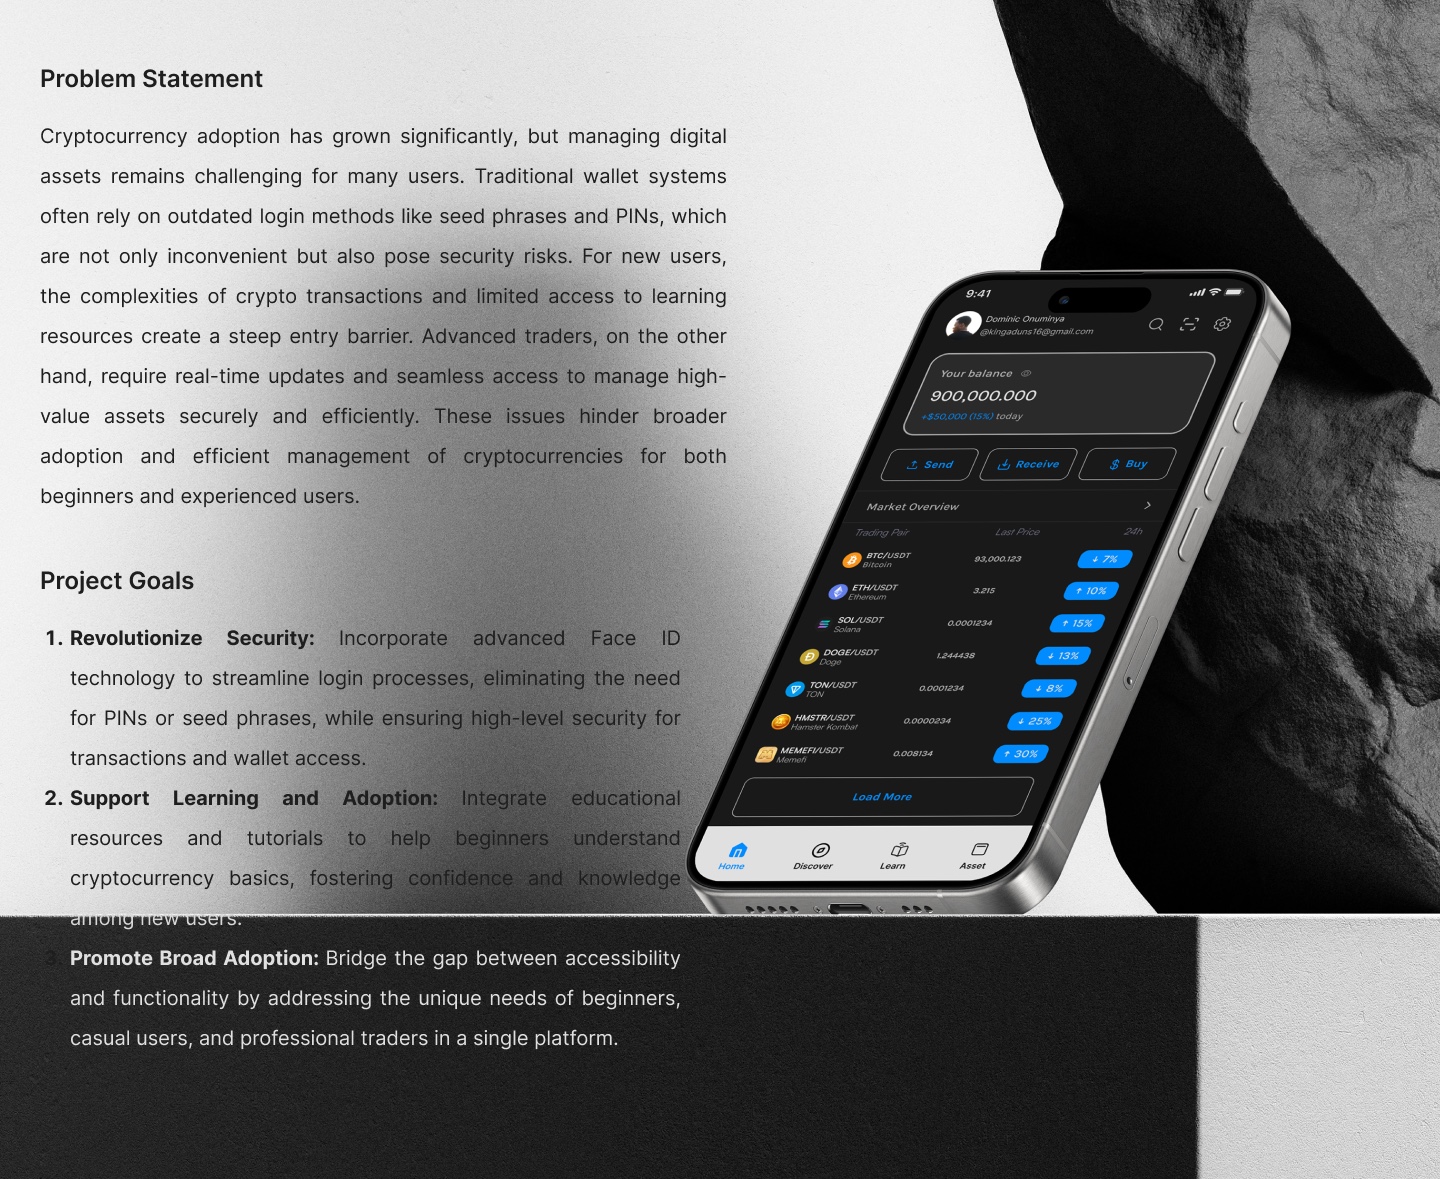 Problem Statement
Cryptocurrency adoption has grown significantly, but managing digital
assets remains challenging for many users. Traditional wallet systems
often rely on outdated login methods like seed phrases and PINs, which
are not only inconvenient but also pose security risks. For new users,
the complexities of crypto transactions and limited access to learning
resources create a steep entry barrier. Advanced traders, on the other
hand, require real-time updates and seamless access to manage high-
value assets securely and efficiently. These issues hinder broader
adoption and efficient management of cryptocurrencies for both
beginners and experienced users.
Project Goals
1. Revolutionize Security: Incorporate advanced Face ID
technology to streamline login processes, eliminating the need
for PINs or seed phrases, while ensuring high-level security for
transactions and wallet access.
2. Support Learning and Adoption: Integrate educational
resources and tutorials to help beginners understand
cryptocurrency basics, fostering confidence and knowledge
among new users.
3. Promote Broad Adoption: Bridge the gap between accessibility
and functionality by addressing the unique needs of beginners,
casual users, and professional traders in a single platform.
9:41
Dominic Onuminya
@kingaduns16@gmail.com
Your balance
900,000.000
+$50,000 (15%) today
Send Receive $ Buy
Market Overview
Trading Pair Last Price 24h
BTC/USDT 93,000.123 ↓ 7%
Bitcoin
ETH/USDT 3.215 ↑ 10%
Ethereum
SOL/USDT 0.0001234 ↑ 15%
Solana
DOGE/USDT 1.244438 ↓ 13%
Doge
TON/USDT 0.0001234 ↓ 8%
TON
HMSTR/USDT 0.0000234 ↓ 25%
Hamster Kombat
MEMEFI/USDT 0.008134 ↑ 30%
Memefi
Load More
Home Discover Learn Asset